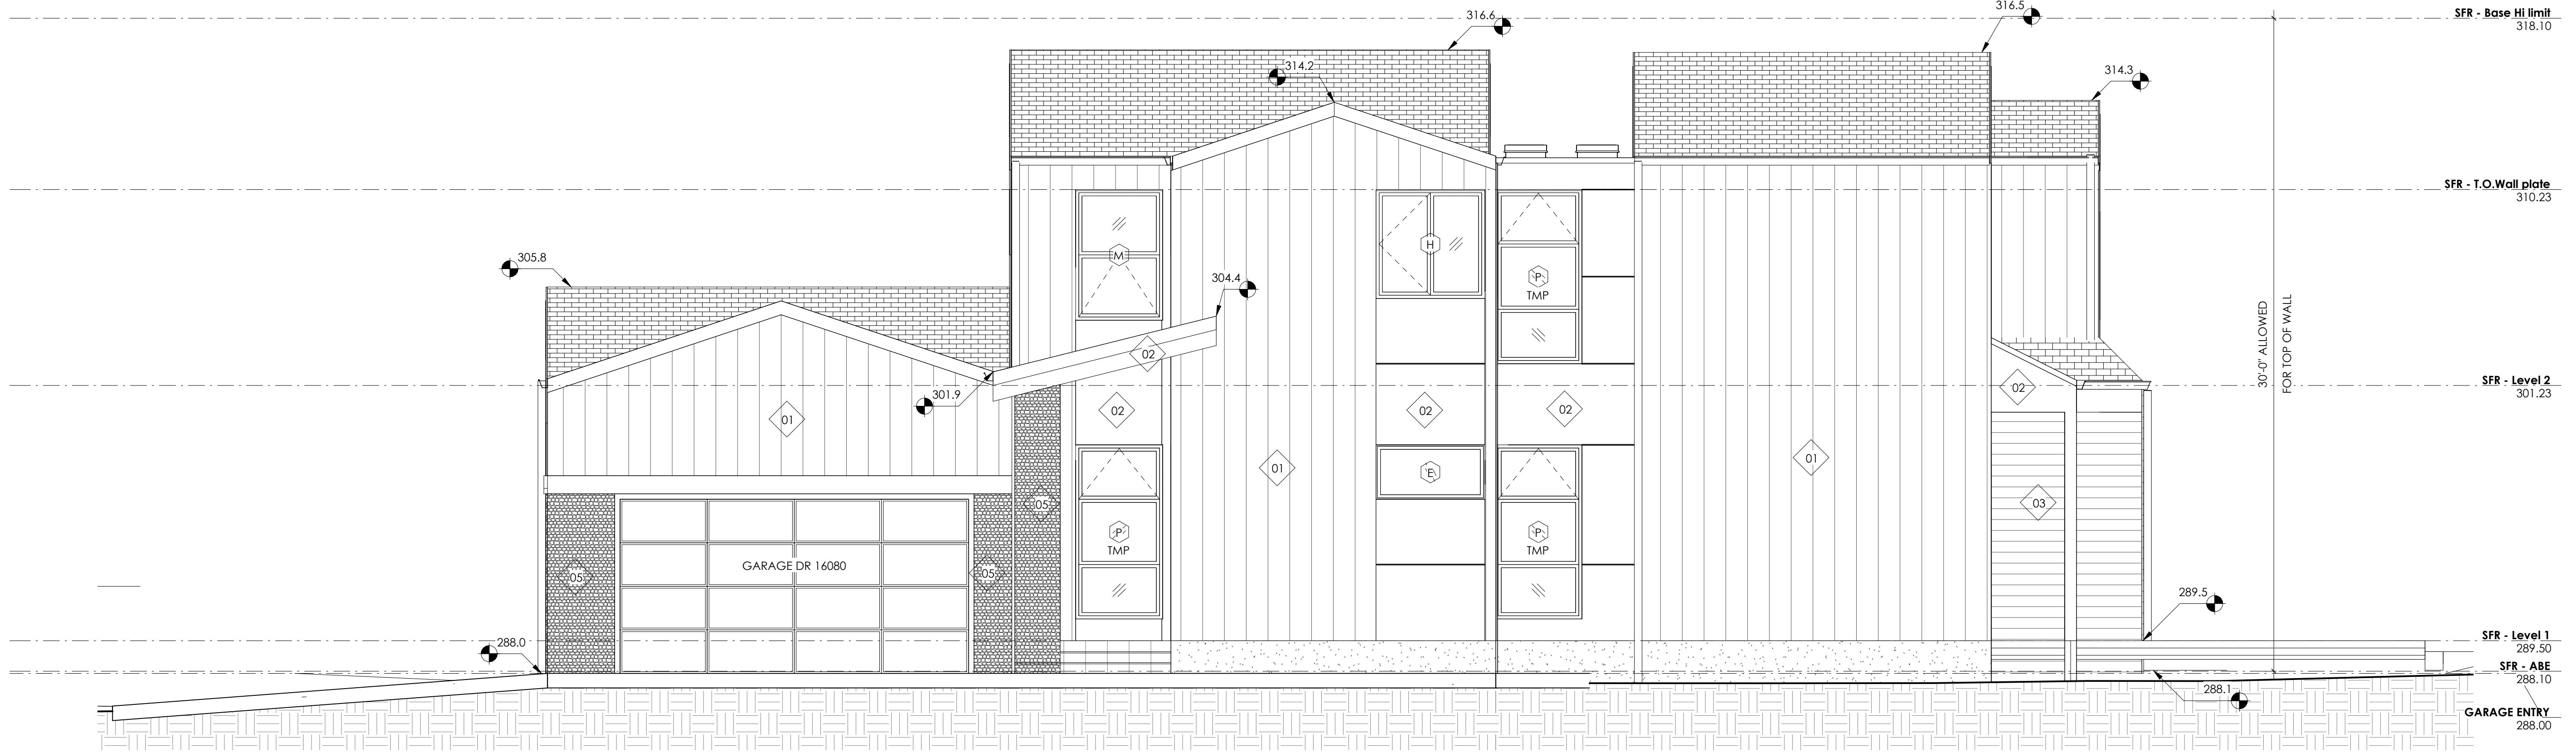 316.6
316.5
SFR - Base Hi limit
318.10
314.2
314.3
SFR - T.O.Wall plate
310.23
M
H
305.8
P
TMP
304.4
02
30'-0" ALLOWED
FOR TOP OF WALL
301.9
SFR - Level 2
301.23
01
02
02
02
02
01
01
E
05
03
P
TMP
P
TMP
GARAGE DR 16080
05
05
289.5
288.0
SFR - Level 1
289.50
SFR - ABE
288.10
288.1
GARAGE ENTRY
288.00